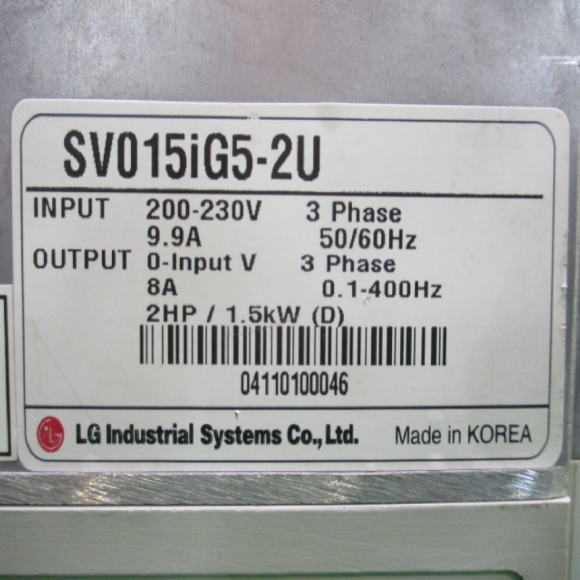 SV015iG5-2U
INPUT 200-230V 3 Phase
9.9A 50/60Hz
OUTPUT 0-Input V 3 Phase
8A 0.1-400Hz
2HP / 1.5kW (D)
04110100046
LG LG Industrial Systems Co.,Ltd. Made in KOREA